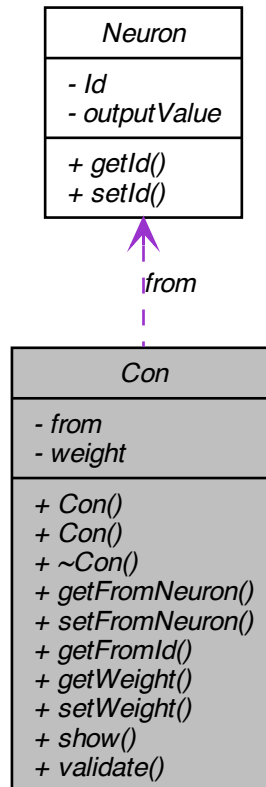 Neuron
- Id
- outputValue
+ getId()
+ setId()
from
Con
- from
- weight
+ Con()
+ Con()
+ ~Con()
+ getFromNeuron()
+ setFromNeuron()
+ getFromId()
+ getWeight()
+ setWeight()
+ show()
+ validate()